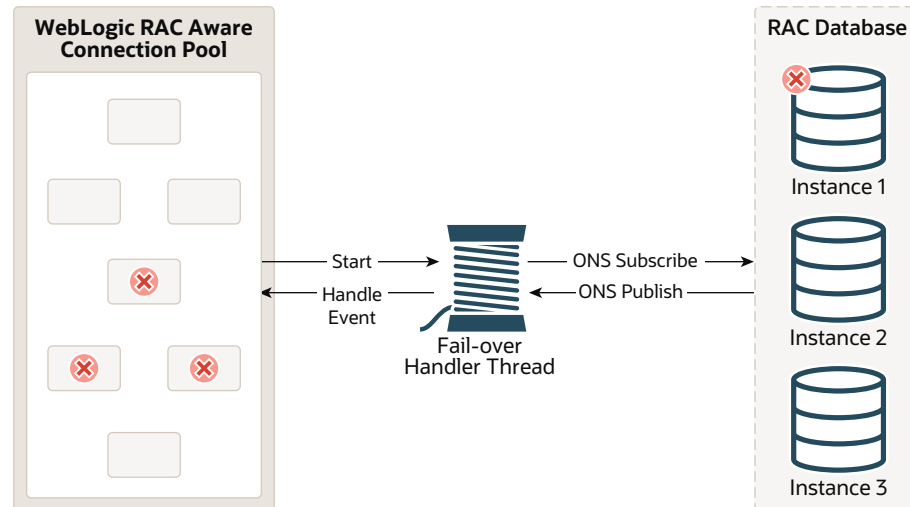 WebLogic RAC Aware
Connection Pool
Start
Handle
Event
Fail-over
Handler Thread
ONS Subscribe
ONS Publish
RAC Database
Instance 1
Instance 2
Instance 3